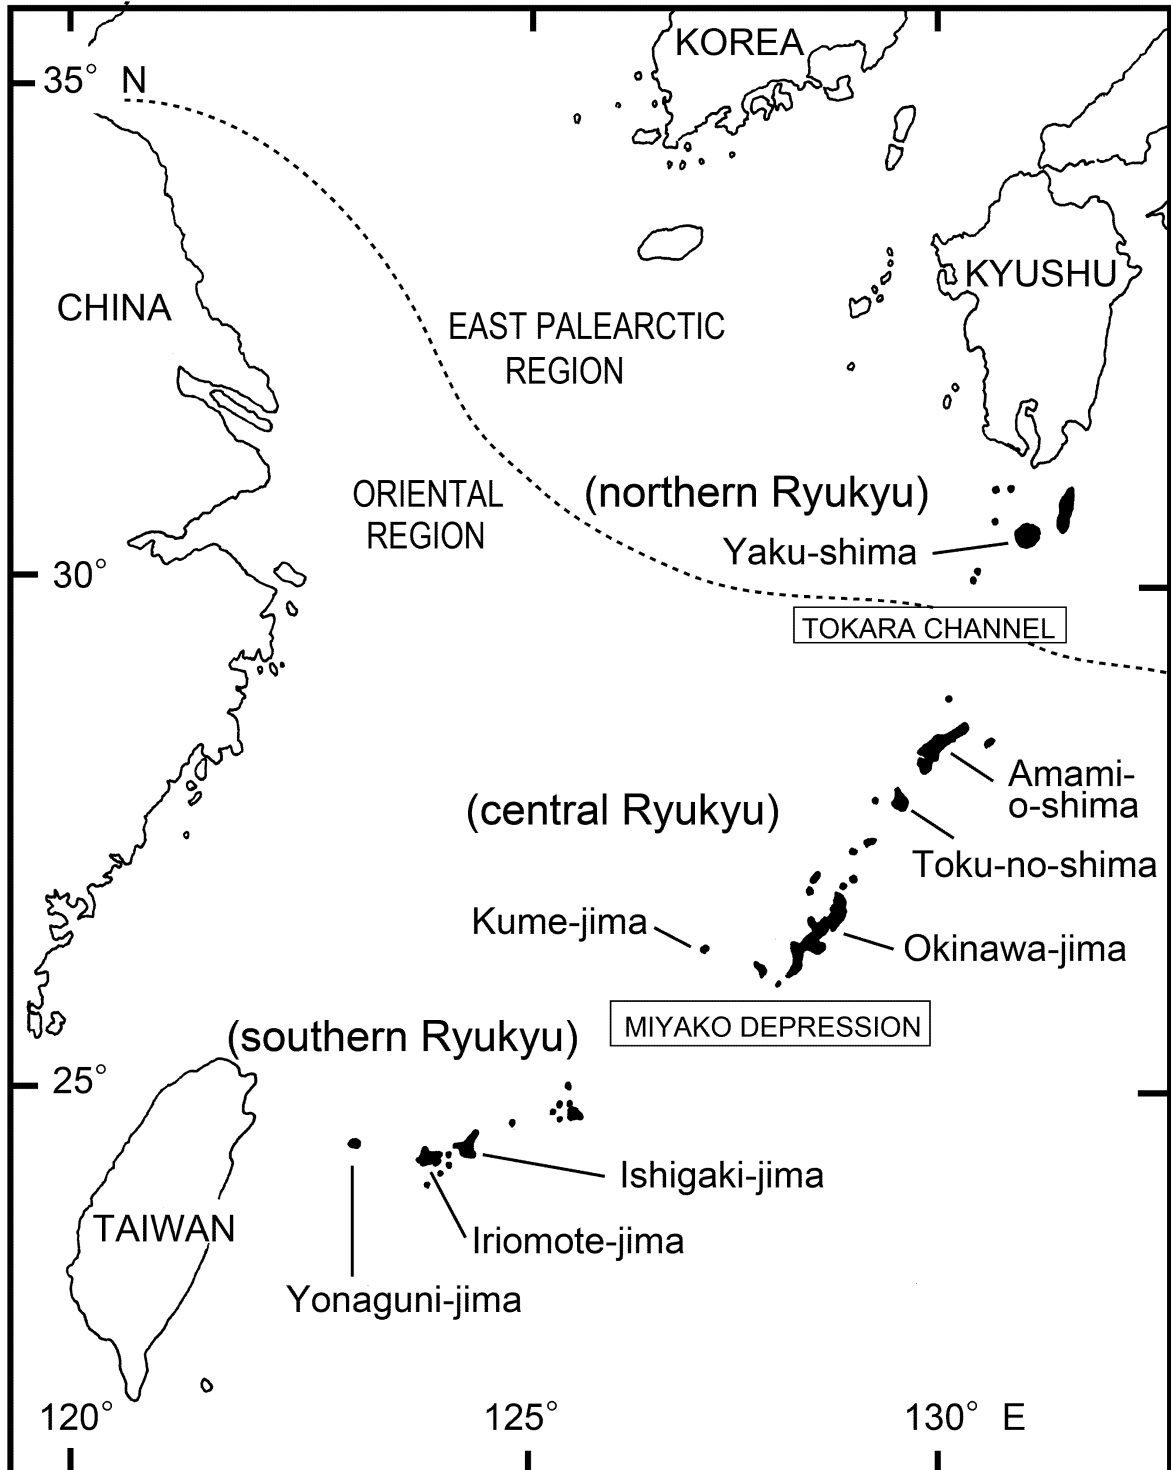 KOREA
35° N
KYUSHU
CHINA
EAST PALEARCTIC
REGION
(northern Ryukyu)
ORIENTAL
REGION
Yaku-shima
30°
TOKARA CHANNEL
Amami-
o-shima
(central Ryukyu)
Toku-no-shima
Kume-jima
Okinawa-jima
MIYAKO DEPRESSION
(southern Ryukyu)
25°
Ishigaki-jima
TAIWAN
Iriomote-jima
Yonaguni-jima
120° 125° 130° E